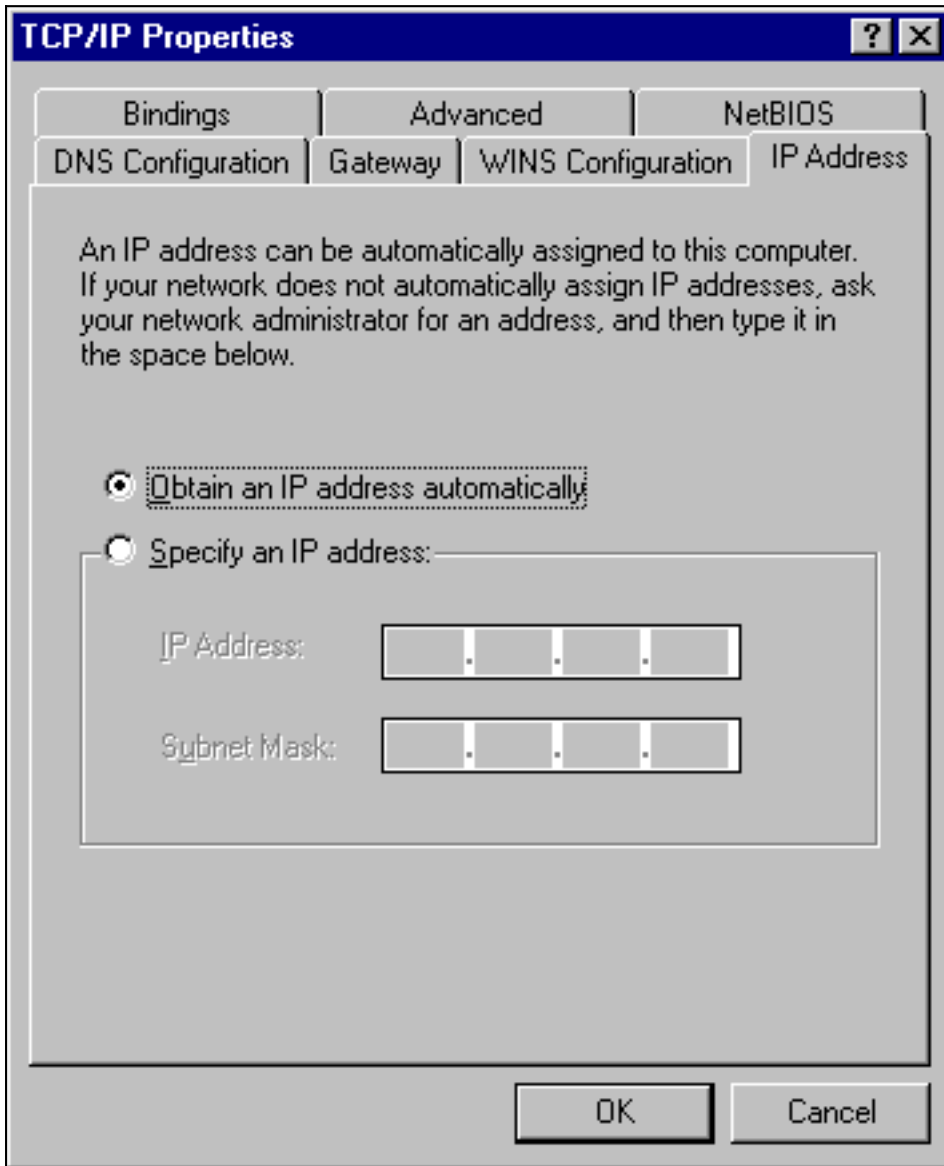 TCP/IP Properties
Bindings Advanced NetBIOS
DNS Configuration Gateway WINS Configuration IP Address
An IP address can be automatically assigned to this computer.
If your network does not automatically assign IP addresses, ask
your network administrator for an address, and then type it in
the space below.
Obtain an IP address automatically
Specify an IP address:
IP Address: . . .
Subnet Mask: . . .
OK Cancel